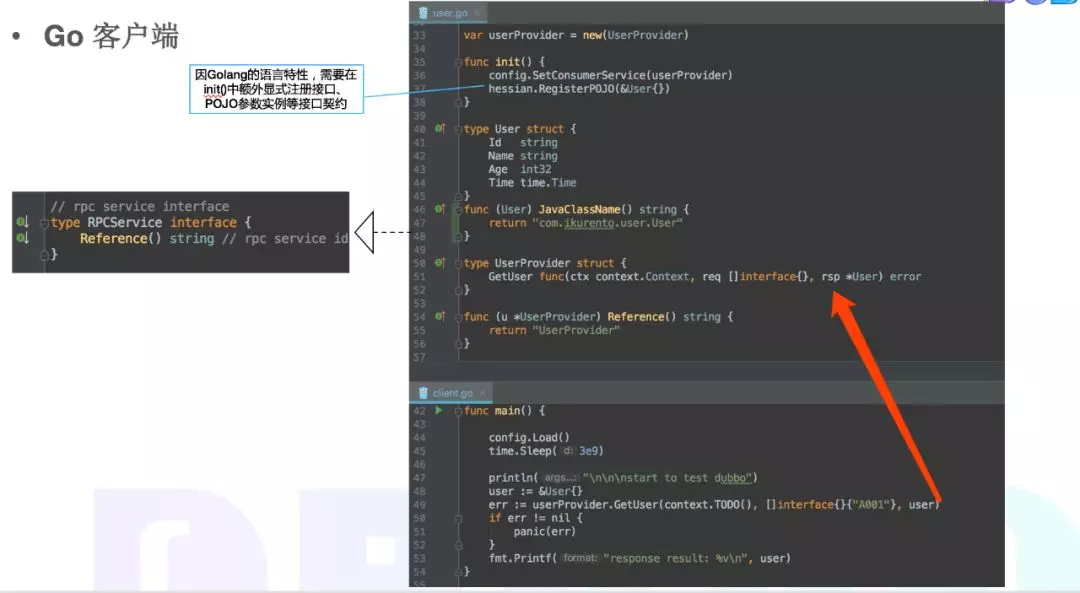 • Go 客户端
因Golang的语言特性，需要在
init()中额外显式注册接口、
POJO参数实例等接口契约
// rpc service interface
type RPCService interface {
Reference() string // rpc service id
}
user.go ×
33 var userProvider = new(UserProvider)
34
35 func init() {
36 config.SetConsumerService(userProvider)
37 hessian.RegisterPOJO(&User{})
38 }
39
40 type User struct {
41 Id string
42 Name string
43 Age int32
44 Time time.Time
45 }
46 func (User) JavaClassName() string {
47 return "com.ikurento.user.User"
48 }
49
50 type UserProvider struct {
51 GetUser func(ctx context.Context, req []interface{}, rsp *User) error
52 }
53
54 func (u *UserProvider) Reference() string {
55 return "UserProvider"
56 }
57
client.go ×
42 func main() {
43
44 config.Load()
45 time.Sleep( d: 3e9)
46
47 println( args...: "\n\n\nstart to test dubbo")
48 user := &User{}
49 err := userProvider.GetUser(context.TODO(), []interface{}{"A001"}, user)
50 if err != nil {
51 panic(err)
52 }
53 fmt.Printf( format: "response result: %v\n", user)
54 }
55